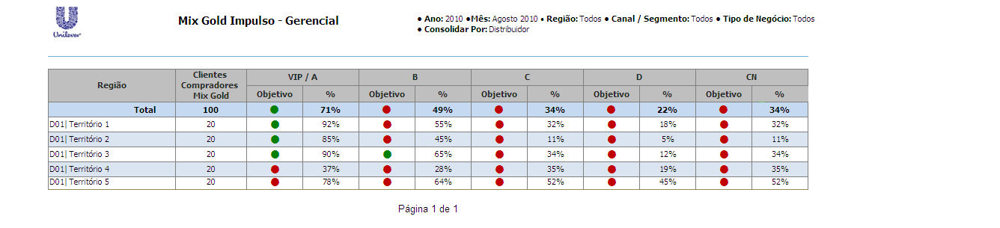 Unilever
Mix Gold Impulso - Gerencial
● Ano: 2010 ●Mês: Agosto 2010 ● Região: Todos ● Canal / Segmento: Todos ● Tipo de Negócio: Todos
● Consolidar Por: Distribuidor
Região Clientes Compradores Mix Gold VIP / A B C D CN
Objetivo % Objetivo % Objetivo % Objetivo % Objetivo %
Total 100 71% 49% 34% 22% 34%
D01| Território 1 20 92% 55% 32% 18% 32%
D01| Território 2 20 85% 45% 11% 5% 11%
D01| Território 3 20 90% 65% 34% 12% 34%
D01| Território 4 20 37% 28% 35% 19% 35%
D01| Território 5 20 78% 64% 52% 45% 52%
Página 1 de 1